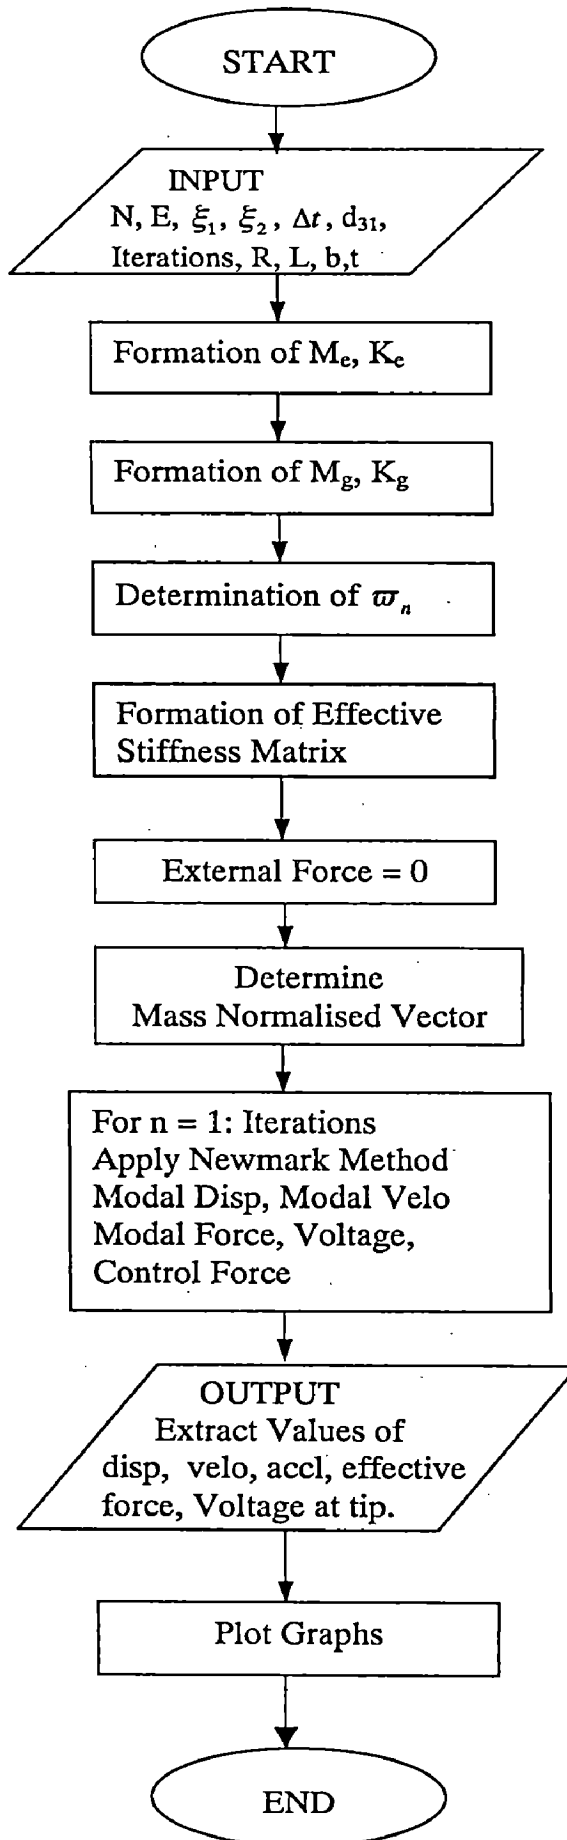 START
INPUT
N, E, ξ₁, ξ₂, Δt, d₃₁,
Iterations, R, L, b,t
Formation of Mₑ, Kₑ
Formation of M_g, K_g
Determination of ϖₙ
Formation of Effective
Stiffness Matrix
External Force = 0
Determine
Mass Normalised Vector
For n = 1: Iterations
Apply Newmark Method
Modal Disp, Modal Velo
Modal Force, Voltage,
Control Force
OUTPUT
Extract Values of
disp, velo, accl, effective
force, Voltage at tip.
Plot Graphs
END